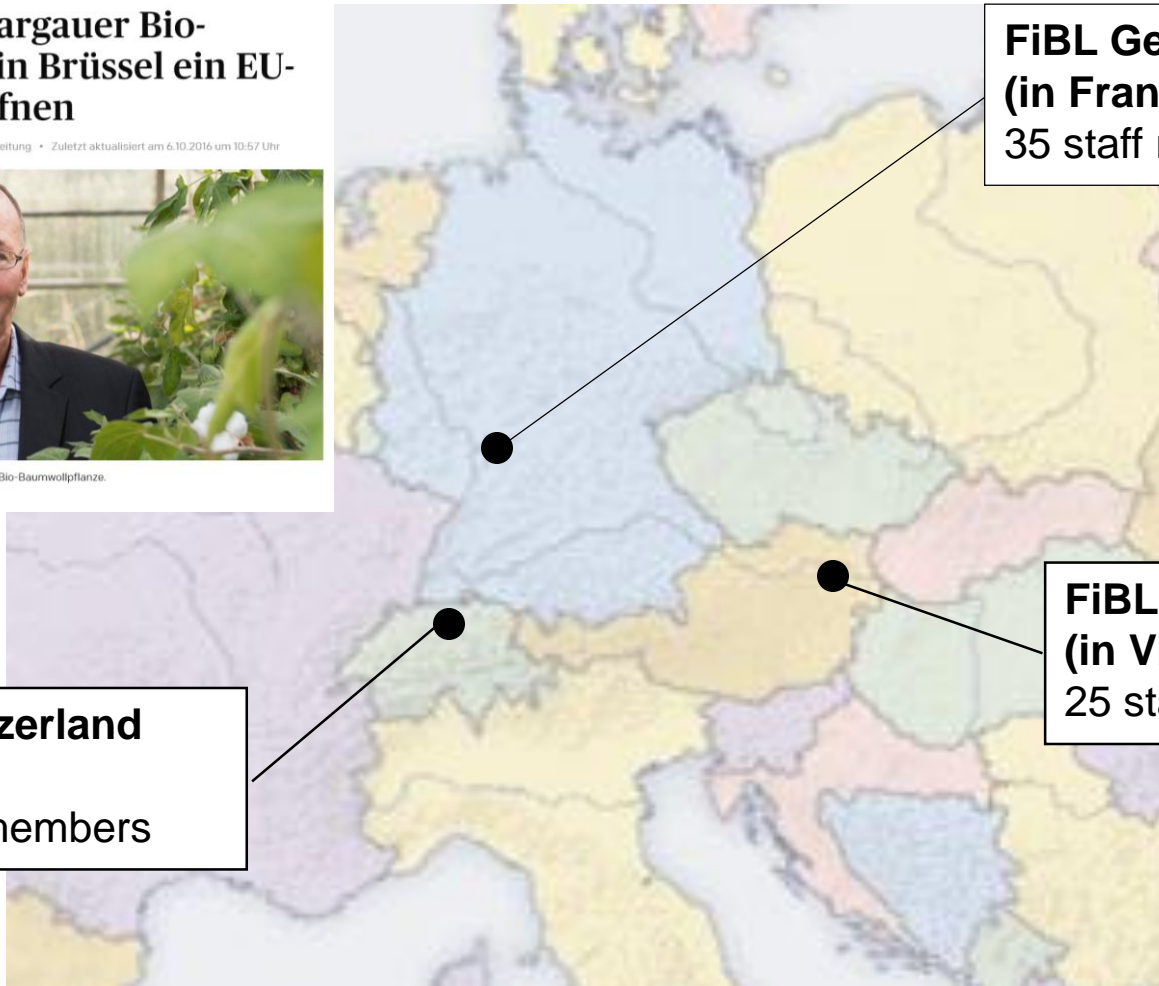 argauer Bio-
in Brüssel ein EU-
fnen
eitung • Zuletzt aktualisiert am 6.10.2016 um 10:57 Uhr
Bio-Baumwollpflanze.
FiBL Ge
(in Fran
35 staff
FiBL
(in V
25 sta
zerland
members